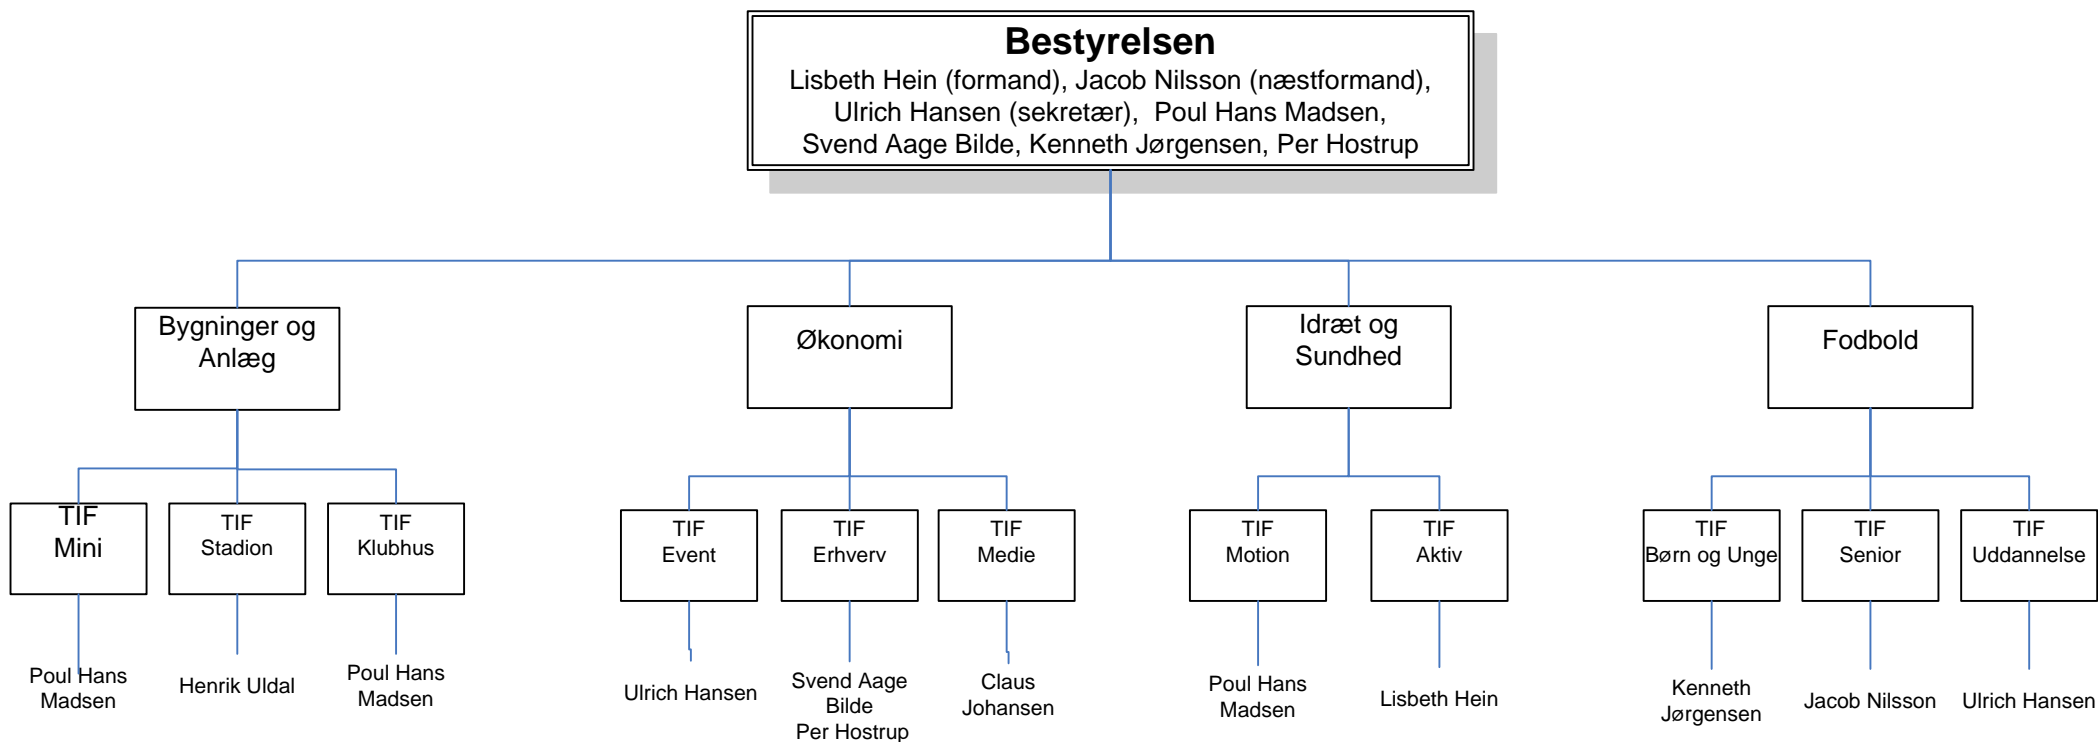 Bestyrelsen
Lisbeth Hein (formand), Jacob Nilsson (næstformand),
Ulrich Hansen (sekretær), Poul Hans Madsen,
Svend Aage Bilde, Kenneth Jørgensen, Per Hostrup
Bygninger og
Anlæg
Økonomi
Idræt og
Sundhed
Fodbold
TIF
Mini
TIF
Stadion
TIF
Klubhus
TIF
Event
TIF
Erhverv
TIF
Medie
TIF
Motion
TIF
Aktiv
TIF
Børn og Unge
TIF
Senior
TIF
Uddannelse
Poul Hans
Madsen
Henrik Uldal
Poul Hans
Madsen
Ulrich Hansen
Svend Aage
Bilde
Per Hostrup
Claus
Johansen
Poul Hans
Madsen
Lisbeth Hein
Kenneth
Jørgensen
Jacob Nilsson
Ulrich Hansen